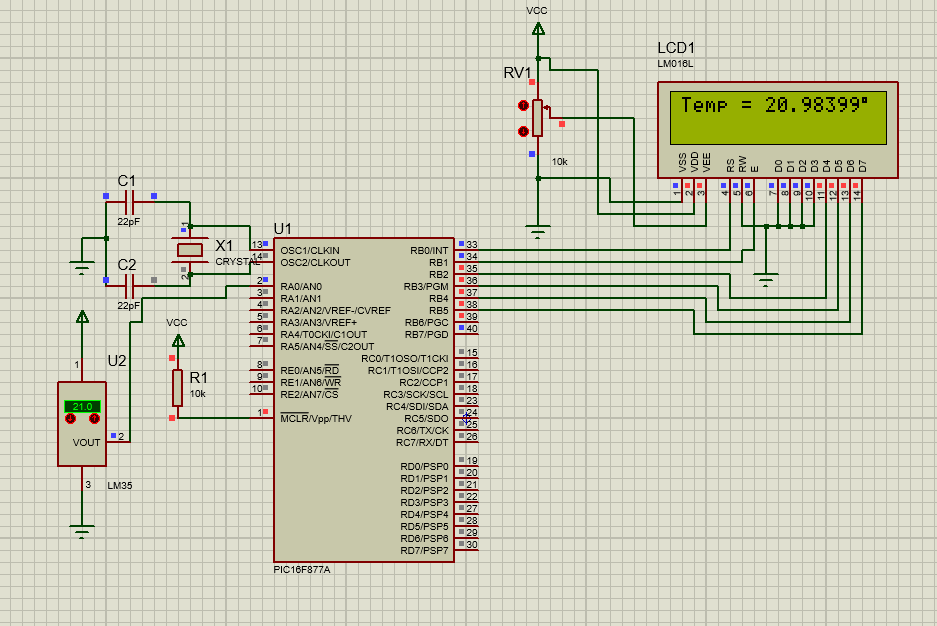 VCC
RV1
10k
LCD1
LM016L
Temp = 20.98399°
VSS
VDD
VEE
RS
RW
E
D0
D1
D2
D3
D4
D5
D6
D7
1
2
3
4
5
6
7
8
9
10
11
12
13
14
C1
22pF
X1
CRYSTAL
1
2
C2
22pF
U2
1
21.0
VOUT
2
3
LM35
VCC
R1
10k
U1
13
OSC1/CLKIN
14
OSC2/CLKOUT
2
RA0/AN0
3
RA1/AN1
4
RA2/AN2/VREF-/CVREF
5
RA3/AN3/VREF+
6
RA4/T0CKI/C1OUT
7
RA5/AN4/SS/C2OUT
8
RE0/AN5/RD
9
RE1/AN6/WR
10
RE2/AN7/CS
1
MCLR/Vpp/THV
RB0/INT
33
RB1
34
RB2
35
RB3/PGM
36
RB4
37
RB5
38
RB6/PGC
39
RB7/PGD
40
RC0/T1OSO/T1CKI
15
RC1/T1OSI/CCP2
16
RC2/CCP1
17
RC3/SCK/SCL
18
RC4/SDI/SDA
23
RC5/SDO
24
RC6/TX/CK
25
RC7/RX/DT
26
RD0/PSP0
19
RD1/PSP1
20
RD2/PSP2
21
RD3/PSP3
22
RD4/PSP4
27
RD5/PSP5
28
RD6/PSP6
29
RD7/PSP7
30
PIC16F877A